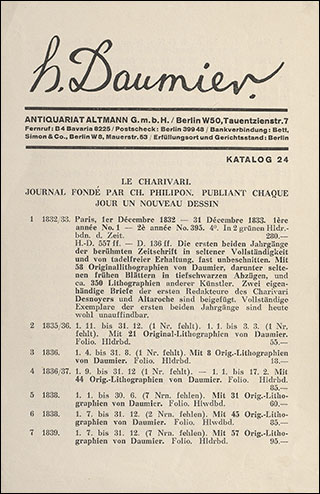 h. Daumier.
ANTIQUARIAT ALTMANN G.m.b.H. / Berlin W50, Tauentzienstr. 7
Fernruf: B4 Bavaria 8225 / Postscheck: Berlin 39948 / Bankverbindung: Bett,
Simon & Co., Berlin W 8, Mauerstr. 53 / Erfüllungsort und Gerichtsstand: Berlin
KATALOG 24
LE CHARIVARI.
JOURNAL FONDÉ PAR CH. PHILIPON. PUBLIANT CHAQUE
JOUR UN NOUVEAU DESSIN
1 1832/33. Paris, 1er Décembre 1832 — 31 Décembre 1833. 1ère
année No. 1 — 2è année No. 395. 4°. In 2 grünen Hldr.-
bdn. d. Zeit. 280.—
H.-D. 557 ff. — D. 136 ff. Die ersten beiden Jahrgänge
der berühmten Zeitschrift in seltener Vollständigkeit
und von tadelfreier Erhaltung, fast unbeschnitten. Mit
58 Originallithographien von Daumier, darunter selte-
nen frühen Blättern in tiefschwarzen Abzügen, und
ca. 350 Lithographien anderer Künstler. Zwei eigen-
händige Briefe der ersten Redakteure des Charivari
Desnoyers und Altaroche sind beigefügt. Vollständige
Exemplare der ersten beiden Jahrgänge sind heute
wohl unauffindbar.
2 1835/36. 1. 11. bis 31. 12. (1 Nr. fehlt). 1. 1. bis 3. 3. (1 Nr.
fehlt). Mit 21 Original-Lithographien von Daumier.
Folio. Hldrbd. 55.—
3 1836. 1. 4. bis 31. 8. (1 Nr. fehlt). Mit 8 Orig.-Lithographien
von Daumier. Folio. Hldrbd. 18.—
4 1836/37. 1. 9. bis 31. 12 (1 Nr. fehlt). — 1. 1. bis 17. 2. Mit
44 Orig.-Lithographien von Daumier. Folio. Hldrbd.
85.—
5 1838. 1. 1. bis 30. 6. (7 Nrn. fehlen). Mit 31 Orig.-Litho-
graphien von Daumier. Folio. Hlwdbd. 60.—
6 1838. 1. 7. bis 31. 12. (2 Nrn. fehlen). Mit 45 Orig.-Litho-
graphien von Daumier. Folio. Hlwdbd. 85.—
7 1839. 1. 7. bis 31. 12. (7 Nrn. fehlen). Mit 57 Orig.-Litho-
graphien von Daumier. Folio. Hldrbd. 95.—